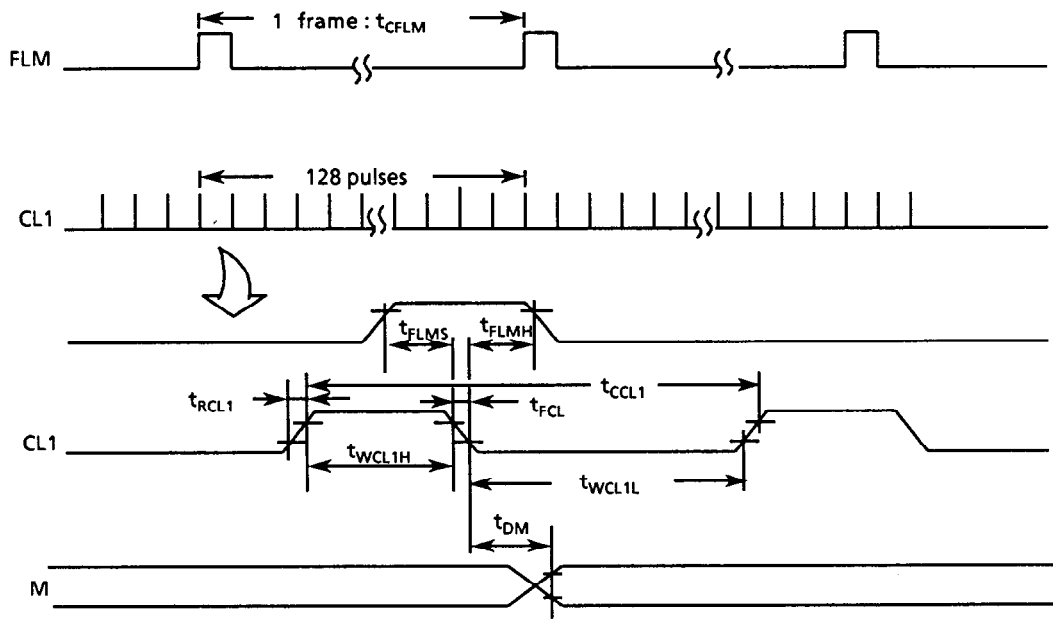 1 frame : tCFLM
FLM
128 pulses
CL1
tFLMS
tFLMH
tCCL1
tRCL1
tFCL
CL1
tWCL1H
tWCL1L
tDM
M